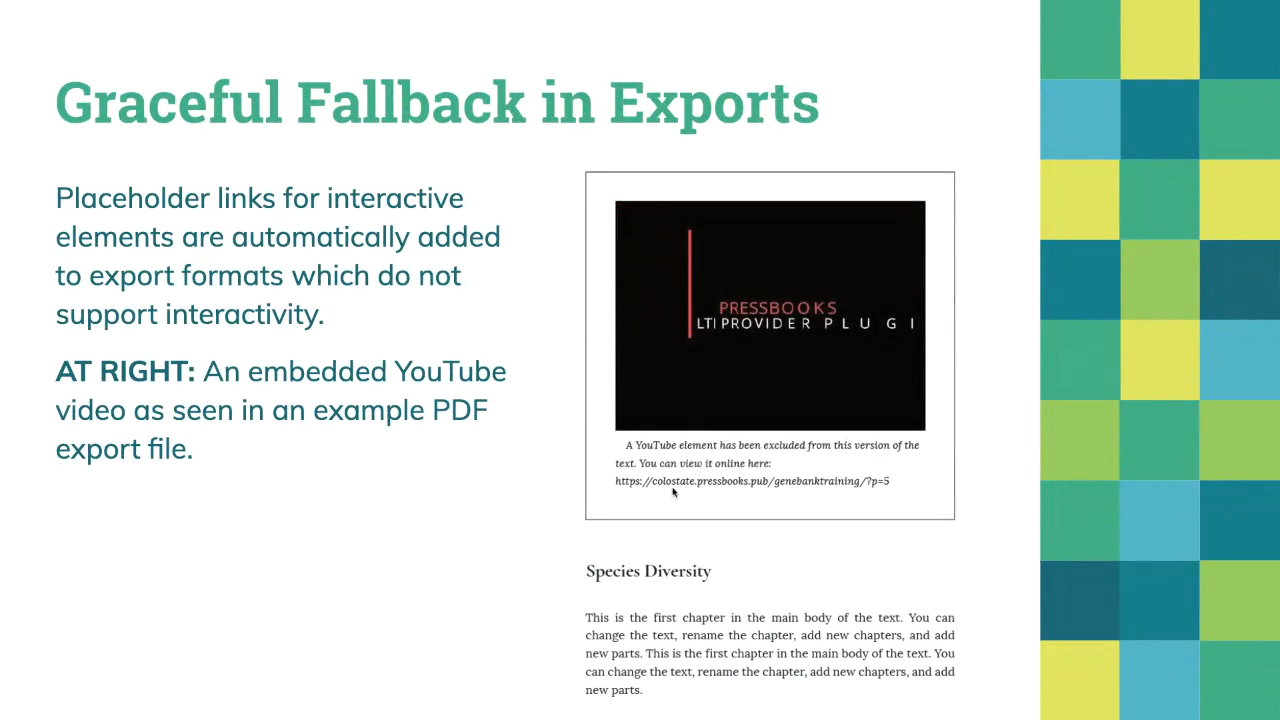 Graceful Fallback in Exports
Placeholder links for interactive
elements are automatically added
to export formats which do not
support interactivity.
AT RIGHT: An embedded YouTube
video as seen in an example PDF
export file.
PRESSBOOKS
LTI PROVIDER PLUGI
A YouTube element has been excluded from this version of the
text. You can view it online here:
https://colostate.pressbooks.pub/genebanktraining/?p=5
Species Diversity
This is the first chapter in the main body of the text. You can
change the text, rename the chapter, add new chapters, and add
new parts. This is the first chapter in the main body of the text. You
can change the text, rename the chapter, add new chapters, and add
new parts.